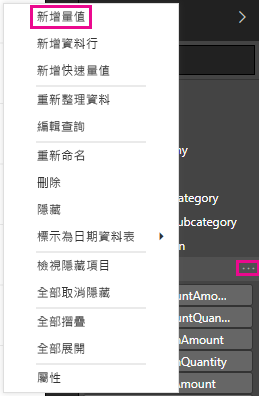 新增量值
新增資料行
新增快速量值
重新整理資料
編輯查詢
重新命名
刪除
隱藏
標示為日期資料表
檢視隱藏項目
全部取消隱藏
全部摺疊
全部展開
屬性
ny
category
ubcategory
n
...
untAmo...
untQuan...
nAmount
nQuantity
Amount